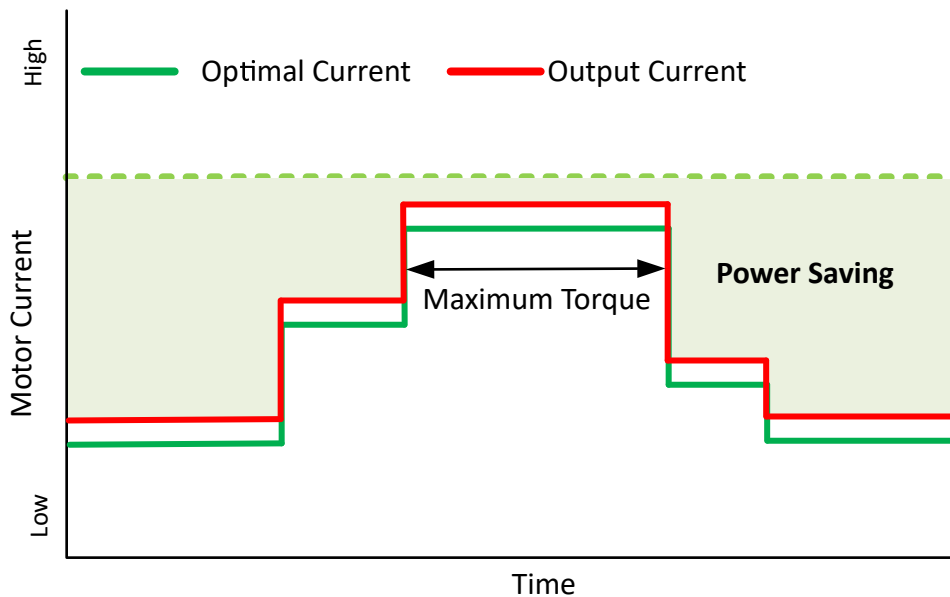 High
Optimal Current
Output Current
Power Saving
Maximum Torque
Motor Current
Low
Time